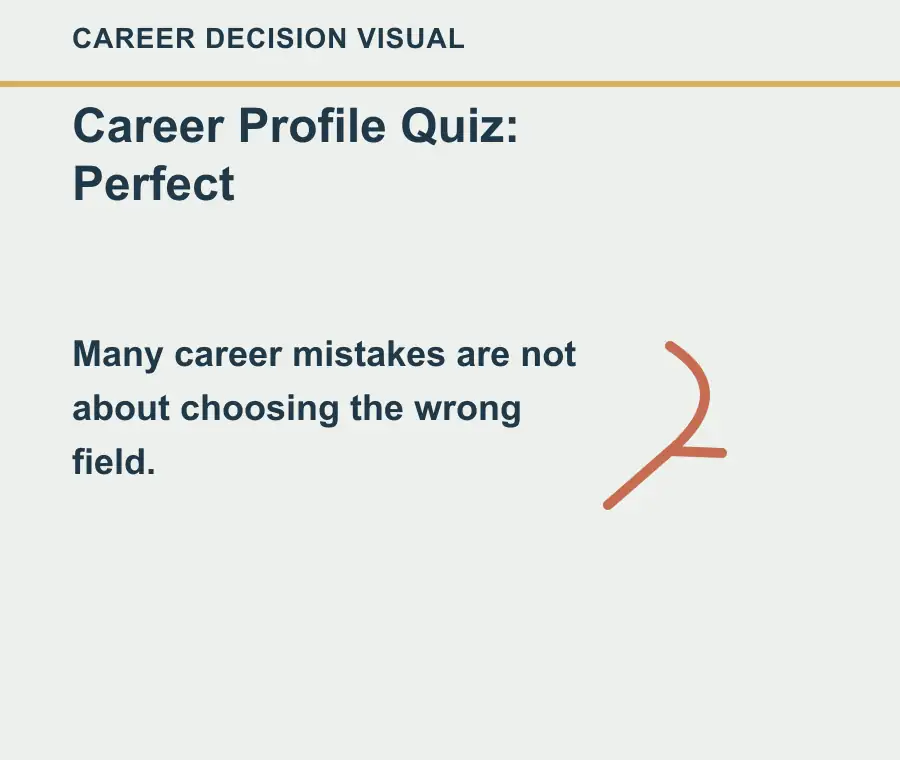 CAREER DECISION VISUAL
Career Profile Quiz:
Perfect
Many career mistakes are not
about choosing the wrong
field.